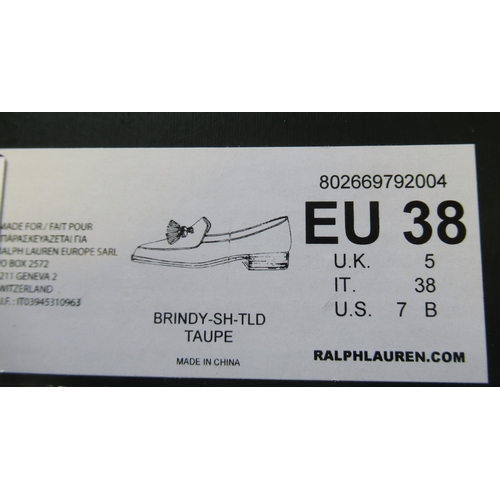 MADE FOR / FAIT POUR
ΠΑΡΑΣΚΕΥΑΖΕΤΑΙ ΓΙΑ
RALPH LAUREN EUROPE SARL
PO BOX 2572
1211 GENEVA 2
SWITZERLAND
.F.: IT03945310963
BRINDY-SH-TLD
TAUPE
MADE IN CHINA
802669792004
EU 38
U.K. 5
IT. 38
U.S. 7 B
RALPHLAUREN.COM